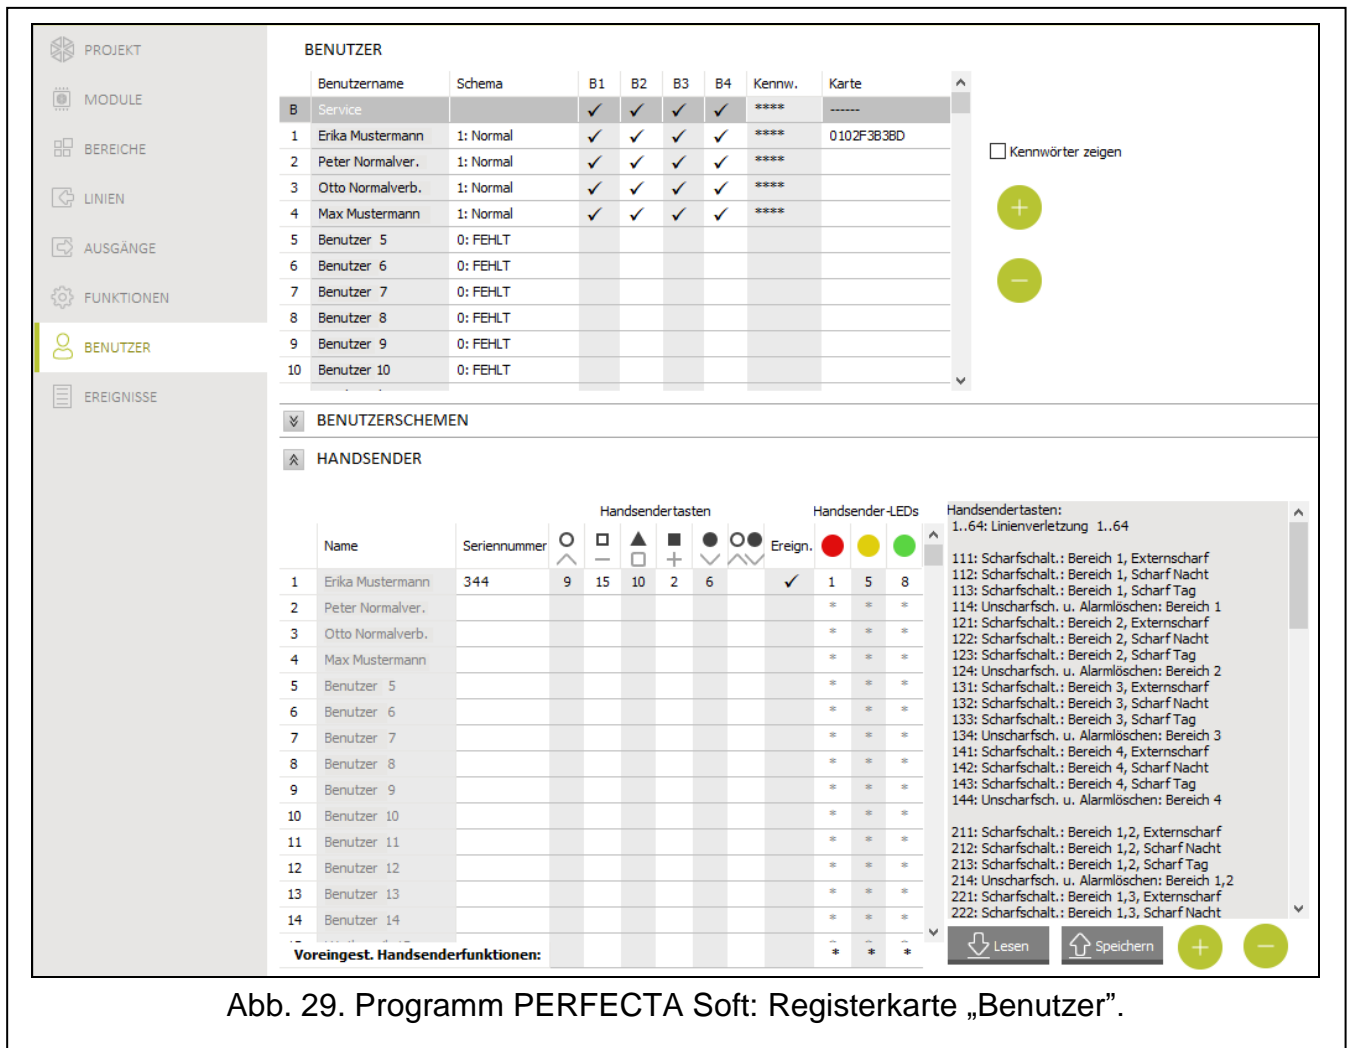 PROJEKT
MODULE
BEREICHE
LINIEN
AUSGÄNGE
FUNKTIONEN
BENUTZER
EREIGNISSE
BENUTZER
Benutzername Schema B1 B2 B3 B4 Kennw. Karte
B Service ✓ ✓ ✓ ✓ **** ------
1 Erika Mustermann 1: Normal ✓ ✓ ✓ ✓ **** 0102F3B3BD
2 Peter Normalver. 1: Normal ✓ ✓ ✓ ✓ ****
3 Otto Normalverb. 1: Normal ✓ ✓ ✓ ✓ ****
4 Max Mustermann 1: Normal ✓ ✓ ✓ ✓ ****
5 Benutzer 5 0: FEHLT
6 Benutzer 6 0: FEHLT
7 Benutzer 7 0: FEHLT
8 Benutzer 8 0: FEHLT
9 Benutzer 9 0: FEHLT
10 Benutzer 10 0: FEHLT
Kennwörter zeigen
BENUTZERSCHEMEN
HANDSENDER
Handsendertasten Handsender-LEDs
Name Seriennummer Ereign.
1 Erika Mustermann 344 9 15 10 2 6 ✓ 1 5 8
2 Peter Normalver. * * *
3 Otto Normalverb. * * *
4 Max Mustermann * * *
5 Benutzer 5 * * *
6 Benutzer 6 * * *
7 Benutzer 7 * * *
8 Benutzer 8 * * *
9 Benutzer 9 * * *
10 Benutzer 10 * * *
11 Benutzer 11 * * *
12 Benutzer 12 * * *
13 Benutzer 13 * * *
14 Benutzer 14 * * *
Voreingest. Handsenderfunktionen: * * *
Handsendertasten:
1..64: Linienverletzung 1..64
111: Scharfschalt.: Bereich 1, Externscharf
112: Scharfschalt.: Bereich 1, Scharf Nacht
113: Scharfschalt.: Bereich 1, Scharf Tag
114: Unscharfsch. u. Alarmlöschen: Bereich 1
121: Scharfschalt.: Bereich 2, Externscharf
122: Scharfschalt.: Bereich 2, Scharf Nacht
123: Scharfschalt.: Bereich 2, Scharf Tag
124: Unscharfsch. u. Alarmlöschen: Bereich 2
131: Scharfschalt.: Bereich 3, Externscharf
132: Scharfschalt.: Bereich 3, Scharf Nacht
133: Scharfschalt.: Bereich 3, Scharf Tag
134: Unscharfsch. u. Alarmlöschen: Bereich 3
141: Scharfschalt.: Bereich 4, Externscharf
142: Scharfschalt.: Bereich 4, Scharf Nacht
143: Scharfschalt.: Bereich 4, Scharf Tag
144: Unscharfsch. u. Alarmlöschen: Bereich 4
211: Scharfschalt.: Bereich 1,2, Externscharf
212: Scharfschalt.: Bereich 1,2, Scharf Nacht
213: Scharfschalt.: Bereich 1,2, Scharf Tag
214: Unscharfsch. u. Alarmlöschen: Bereich 1,2
221: Scharfschalt.: Bereich 1,3, Externscharf
222: Scharfschalt.: Bereich 1,3, Scharf Nacht
Lesen Speichern
Abb. 29. Programm PERFECTA Soft: Registerkarte „Benutzer”.